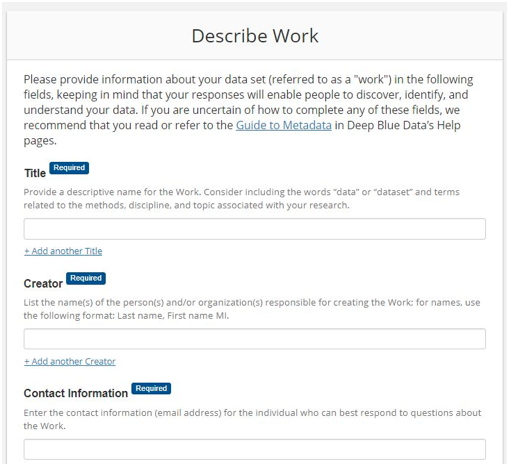 Describe Work
Please provide information about your data set (referred to as a "work") in the following
fields, keeping in mind that your responses will enable people to discover, identify, and
understand your data. If you are uncertain of how to complete any of these fields, we
recommend that you read or refer to the Guide to Metadata in Deep Blue Data's Help
pages.
Title Required
Provide a descriptive name for the Work. Consider including the words “data” or “dataset” and terms
related to the methods, discipline, and topic associated with your research.
+ Add another Title
Creator Required
List the name(s) of the person(s) and/or organization(s) responsible for creating the Work; for names, use
the following format: Last name, First name MI.
+ Add another Creator
Contact Information Required
Enter the contact information (email address) for the individual who can best respond to questions about
the Work.